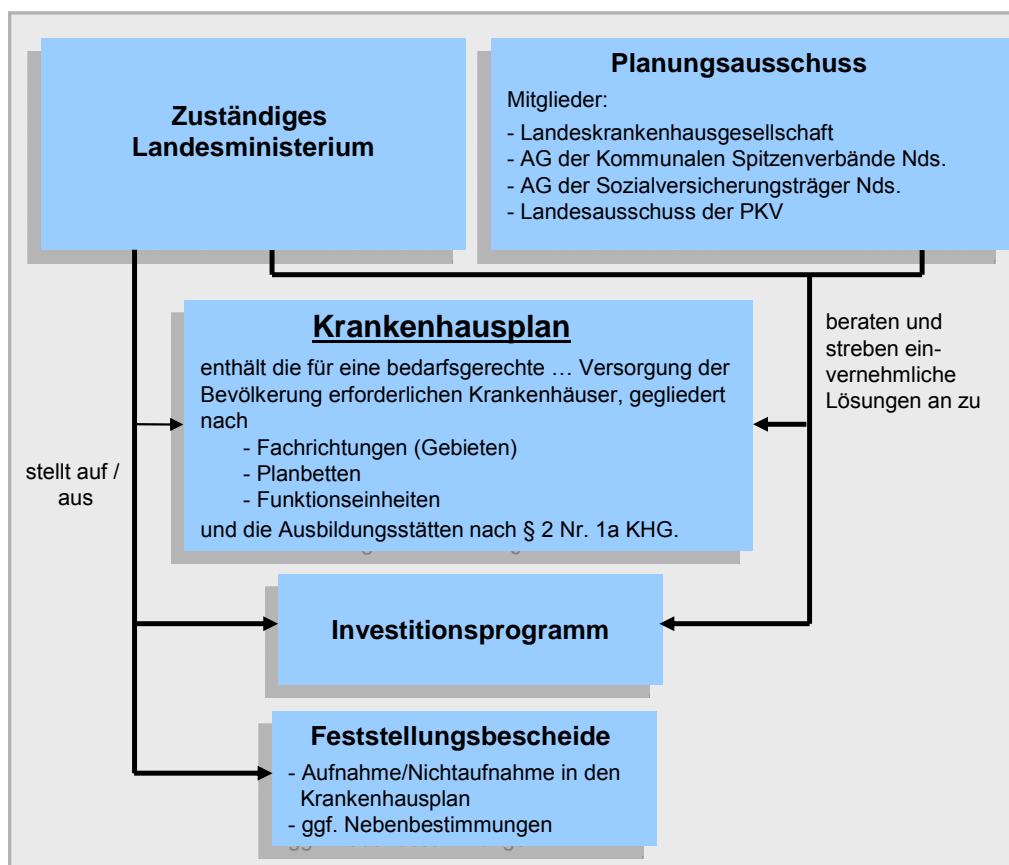 Zuständiges
Landesministerium
Planungsausschuss
Mitglieder:
- Landeskrankenhausgesellschaft
- AG der Kommunalen Spitzenverbände Nds.
- AG der Sozialversicherungsträger Nds.
- Landesausschuss der PKV
Krankenhausplan
enthält die für eine bedarfsgerechte … Versorgung der
Bevölkerung erforderlichen Krankenhäuser, gegliedert
nach
- Fachrichtungen (Gebieten)
- Planbetten
- Funktionseinheiten
und die Ausbildungsstätten nach § 2 Nr. 1a KHG.
beraten und
streben ein-
vernehmliche
Lösungen an zu
stellt auf /
aus
Investitionsprogramm
Feststellungsbescheide
- Aufnahme/Nichtaufnahme in den
Krankenhausplan
- ggf. Nebenbestimmungen